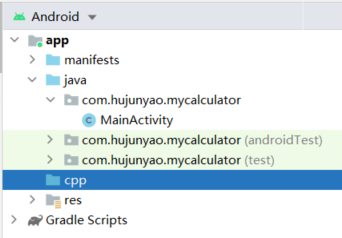 Android
app
manifests
java
com.hujunyao.mycalculator
C MainActivity
com.hujunyao.mycalculator (androidTest)
com.hujunyao.mycalculator (test)
cpp
res
Gradle Scripts